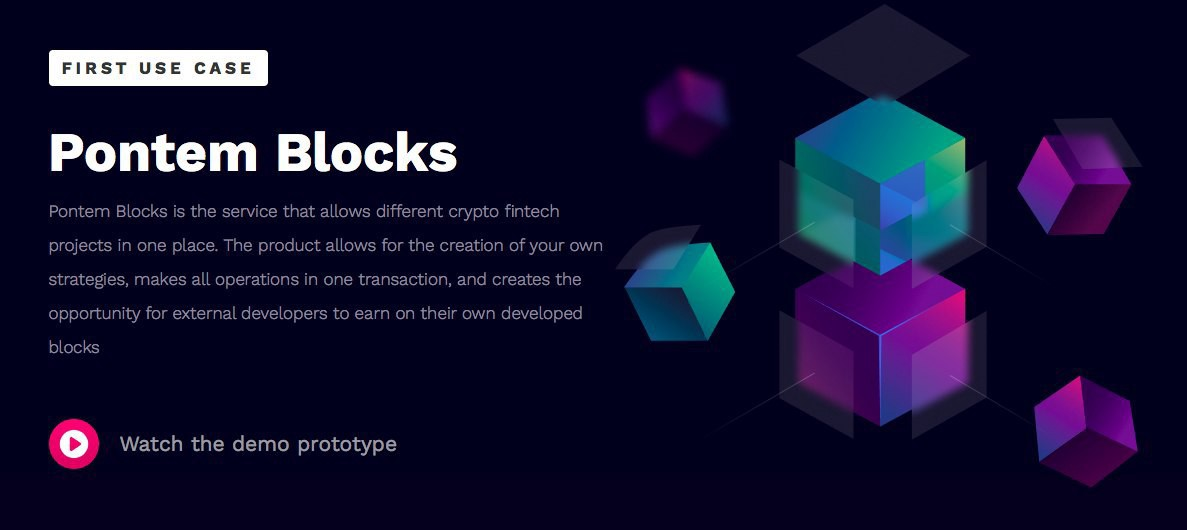 FIRST USE CASE
Pontem Blocks
Pontem Blocks is the service that allows different crypto fintech
projects in one place. The product allows for the creation of your own
strategies, makes all operations in one transaction, and creates the
opportunity for external developers to earn on their own developed
blocks
Watch the demo prototype